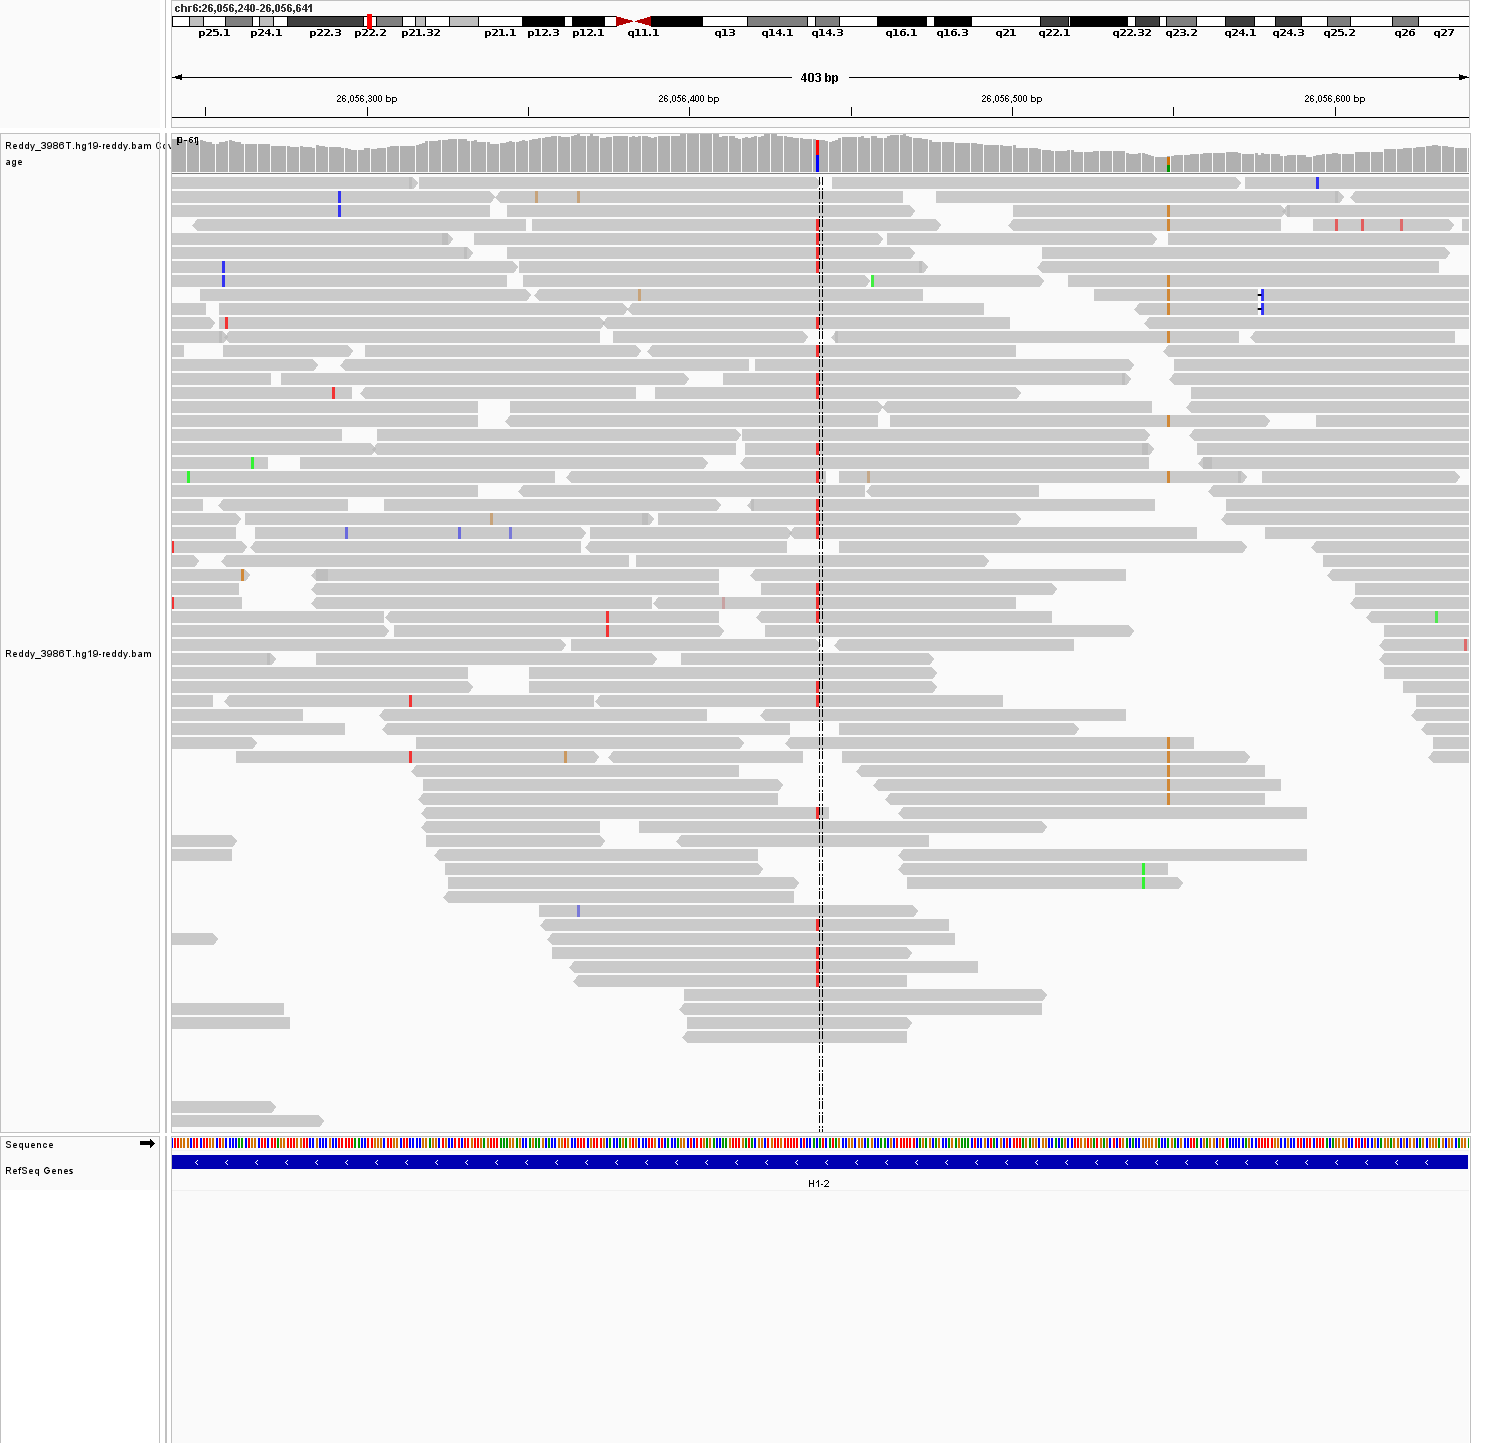 chr6:26,056,240-26,056,641
p25.1 p24.1 p22.3 p22.2 p21.32 p21.1 p12.3 p12.1 q11.1 q13 q14.1 q14.3 q16.1 q16.3 q21 q22.1 q22.32 q23.2 q24.1 q24.3 q25.2 q26 q27
403 bp
26,056,300 bp 26,056,400 bp 26,056,500 bp 26,056,600 bp
Reddy_3986T.hg19-reddy.bam Cov
age
Reddy_3986T.hg19-reddy.bam
Sequence
RefSeq Genes
H1-2